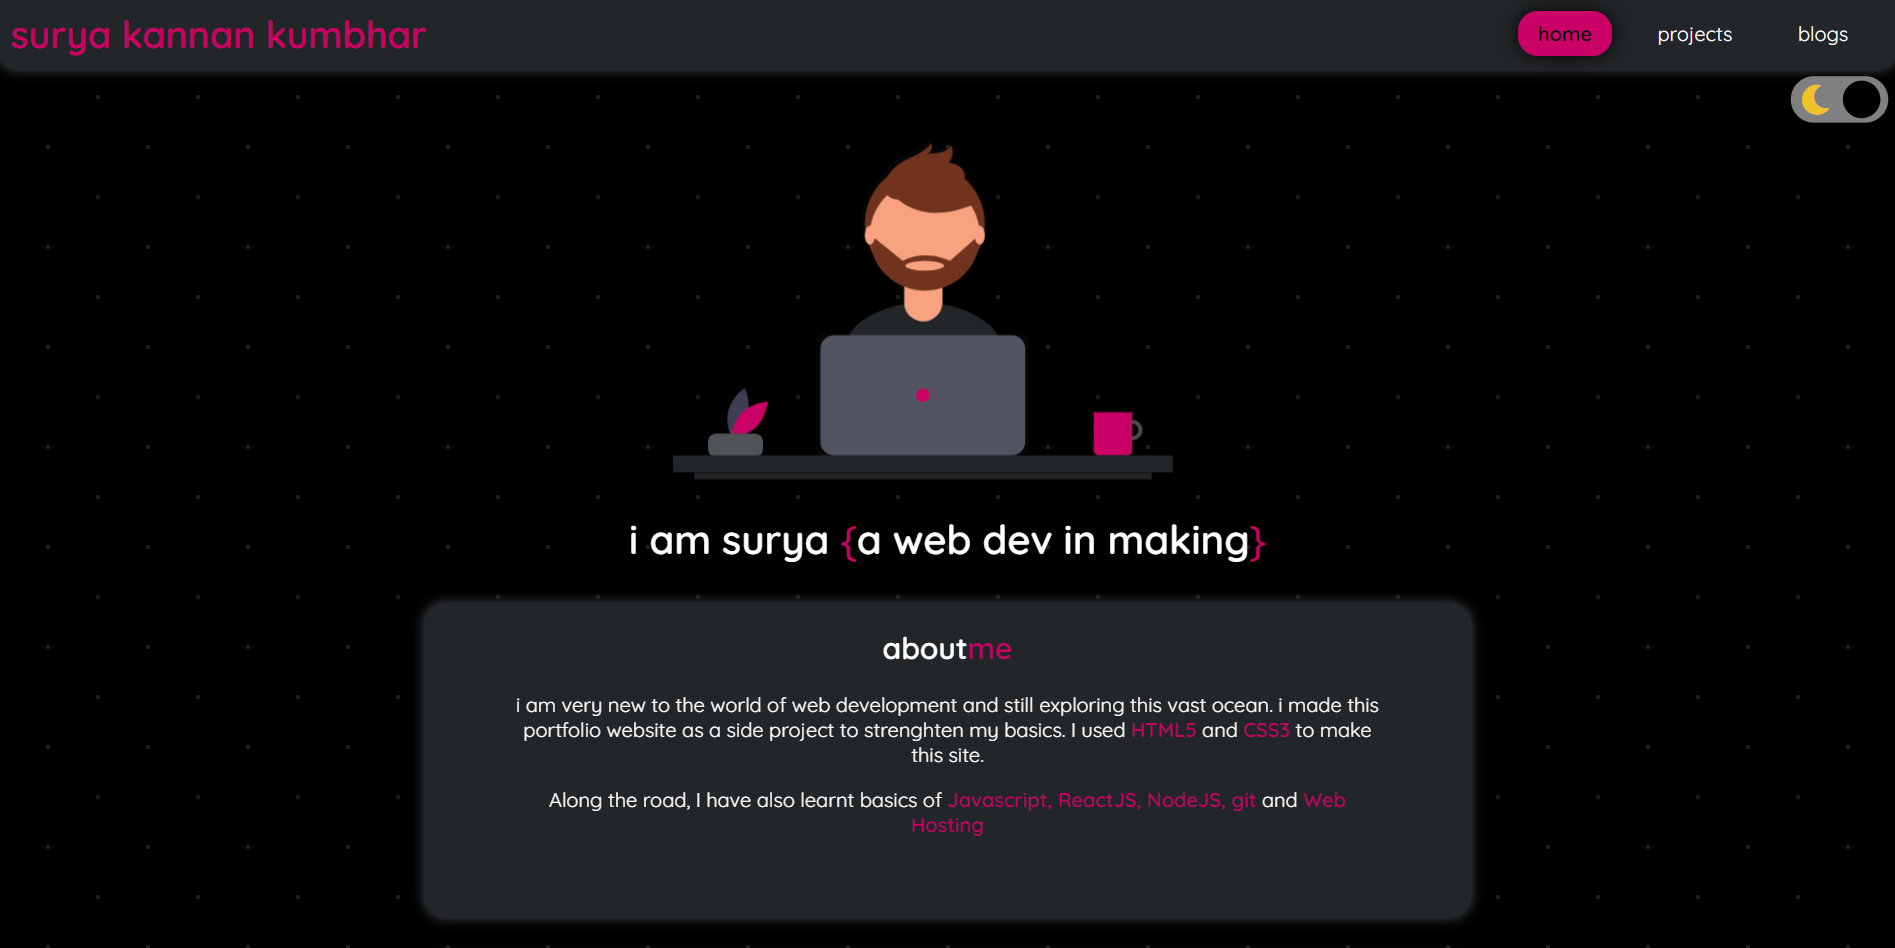 surya kannan kumbhar
home projects blogs
i am surya {a web dev in making}
aboutme
i am very new to the world of web development and still exploring this vast ocean. i made this
portfolio website as a side project to strenghten my basics. I used HTML5 and CSS3 to make
this site.
Along the road, I have also learnt basics of Javascript, ReactJS, NodeJS, git and Web
Hosting